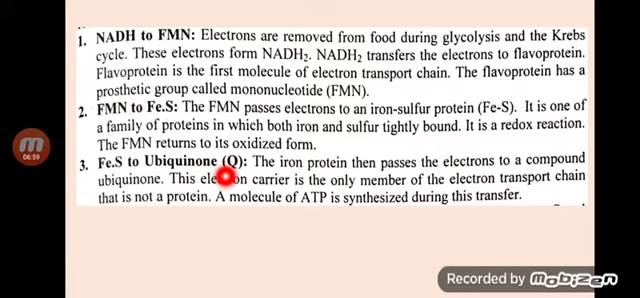 1. NADH to FMN: Electrons are removed from food during glycolysis and the Krebs
cycle. These electrons form NADH₂. NADH₂ transfers the electrons to flavoprotein.
Flavoprotein is the first molecule of electron transport chain. The flavoprotein has a
prosthetic group called mononucleotide (FMN).
2. FMN to Fe.S: The FMN passes electrons to an iron-sulfur protein (Fe-S). It is one of
a family of proteins in which both iron and sulfur tightly bound. It is a redox reaction.
The FMN returns to its oxidized form.
3. Fe.S to Ubiquinone (Q): The iron protein then passes the electrons to a compound
ubiquinone. This carrier is the only member of the electron transport chain
that is not a protein. A molecule of ATP is synthesized during this transfer.
06:59
Recorded by Mobizen